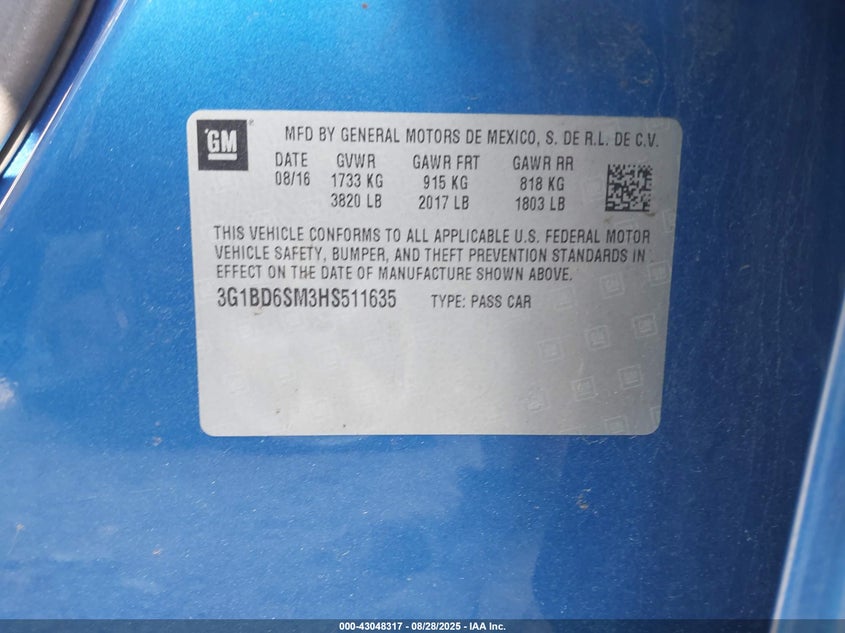 GM
MFD BY GENERAL MOTORS DE MEXICO, S. DE R.L. DE C.V.
DATE GVWR GAWR FRT GAWR RR
08/16 1733 KG 915 KG 818 KG
3820 LB 2017 LB 1803 LB
THIS VEHICLE CONFORMS TO ALL APPLICABLE U.S. FEDERAL MOTOR
VEHICLE SAFETY, BUMPER, AND THEFT PREVENTION STANDARDS IN
EFFECT ON THE DATE OF MANUFACTURE SHOWN ABOVE.
3G1BD6SM3HS511635 TYPE: PASS CAR
000-43048317 - 08/28/2025 - IAA Inc.